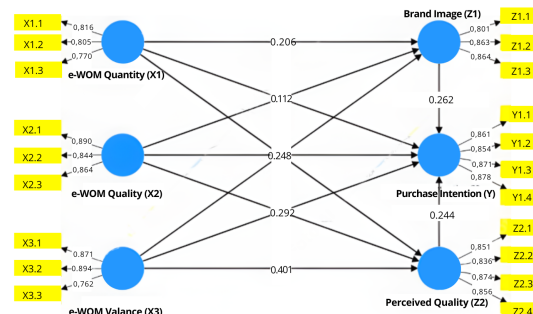 Brand Image (Z1)
X1.1
0,816
0,801
Z1.1
X1.2
0,805
0.206
0,863
Z1.2
X1.3
0,770
0,864
Z1.3
e-WOM Quantity (X1)
0.112
0.262
X2.1
0,890
0,861
Y1.1
X2.2
0,844
0.248
0,854
Y1.2
X2.3
0,864
0,871
Y1.3
0,878
Y1.4
e-WOM Quality (X2)
Purchase Intention (Y)
0.292
0.244
X3.1
0,871
0,851
Z2.1
X3.2
0,894
0.401
0,836
Z2.2
X3.3
0,762
0,874
Z2.3
0,856
Z2.4
e-WOM Valance (X3)
Perceived Quality (Z2)